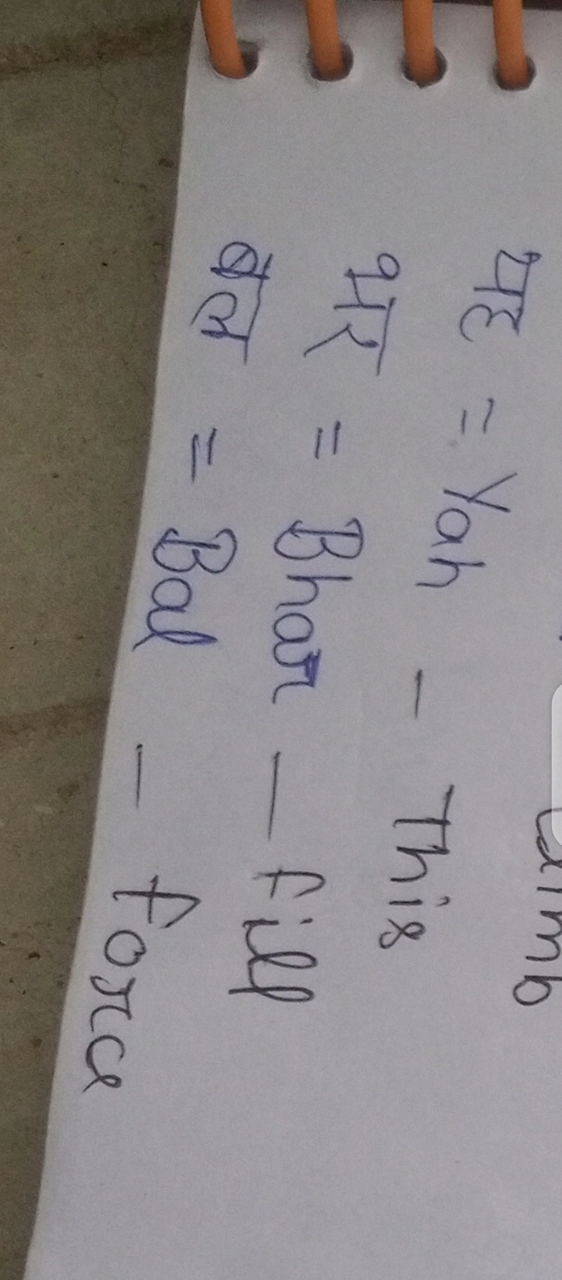 यह = Yah - This
भर = Bhar — fill
बल = Bal — force